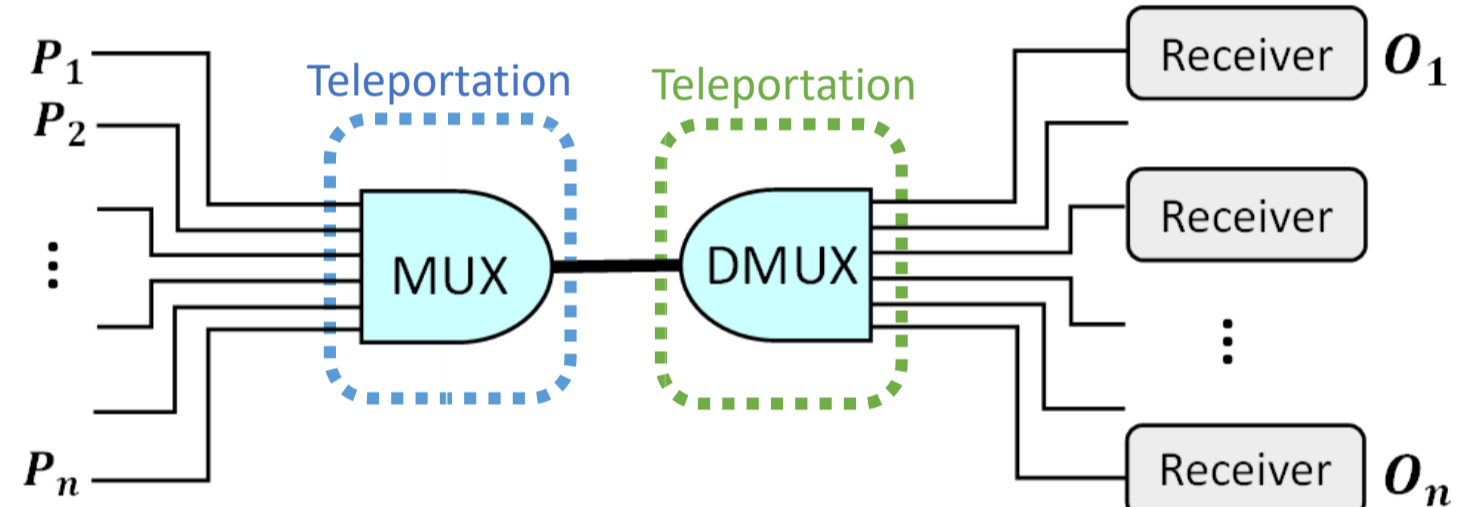 P1
P2
⋮
Pn
Teleportation
MUX
Teleportation
DMUX
Receiver O1
Receiver
⋮
Receiver On